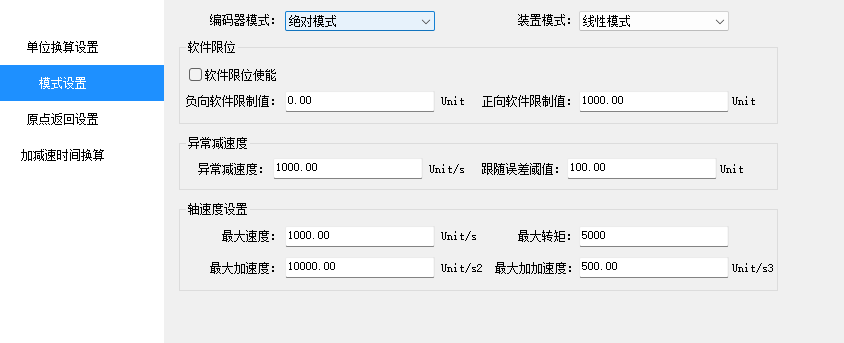 编码器模式： 绝对模式 装置模式： 线性模式
单位换算设置
模式设置
原点返回设置
加减速时间换算
软件限位
软件限位使能
负向软件限制值： 0.00 Unit 正向软件限制值： 1000.00 Unit
异常减速度
异常减速度： 1000.00 Unit/s 跟随误差阈值： 100.00 Unit
轴速度设置
最大速度： 1000.00 Unit/s 最大转矩： 5000
最大加速度： 10000.00 Unit/s2 最大加加速度： 500.00 Unit/s3